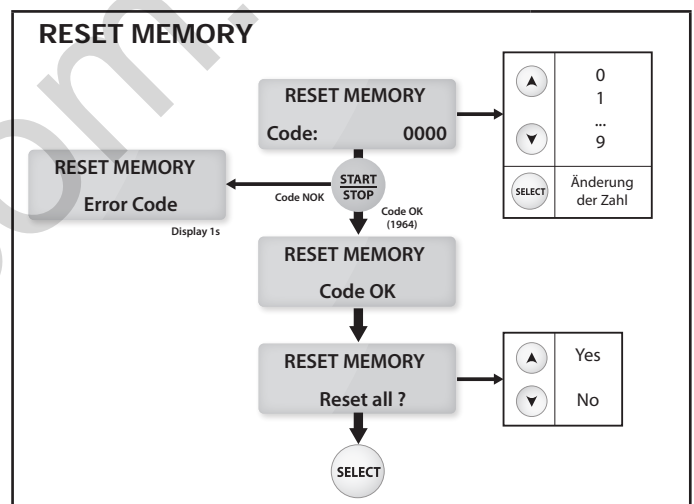 RESET MEMORY
RESET MEMORY
Code: 0000
0
1
...
9
SELECT
Änderung
der Zahl
RESET MEMORY
Error Code
Display 1s
Code NOK
START
STOP
Code OK
(1964)
RESET MEMORY
Code OK
RESET MEMORY
Reset all ?
Yes
No
SELECT